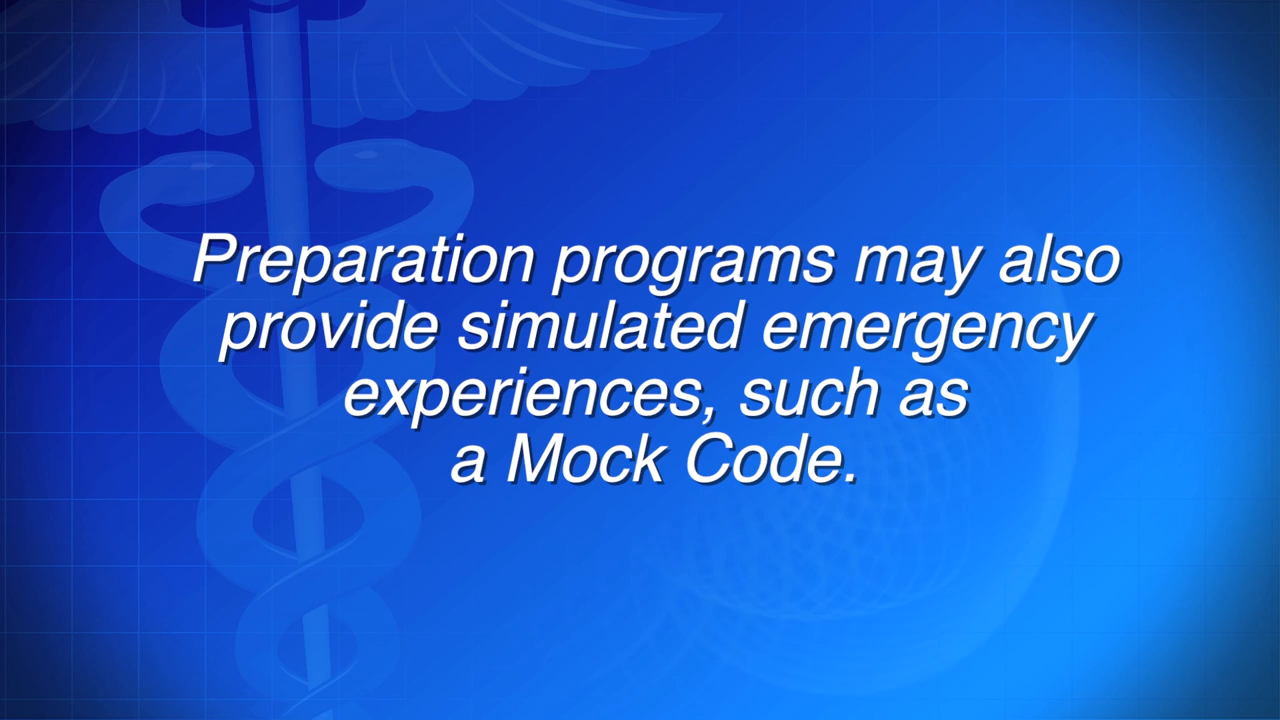 Preparation programs may also
provide simulated emergency
experiences, such as
a Mock Code.